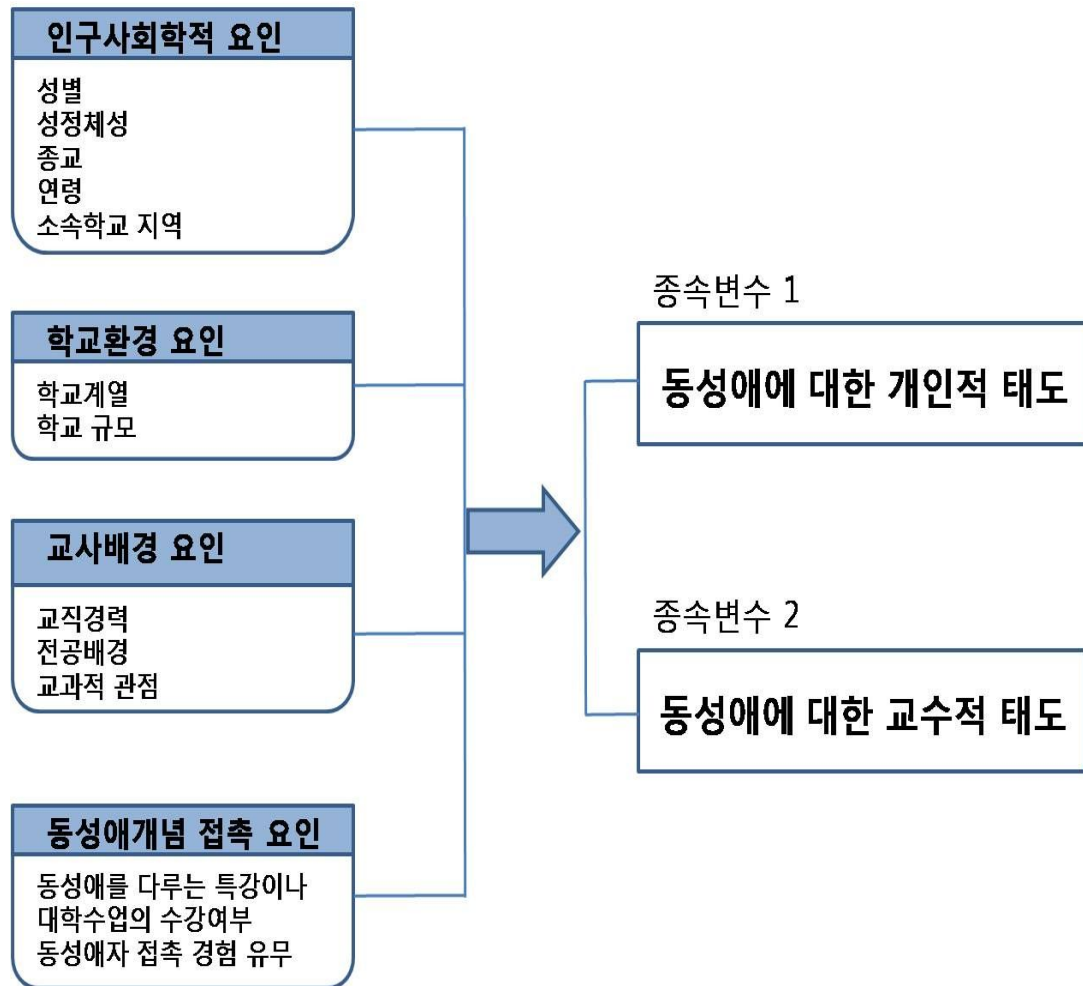 인구사회학적 요인
성별
성정체성
종교
연령
소속학교 지역
학교환경 요인
학교계열
학교 규모
교사배경 요인
교직경력
전공배경
교과적 관점
동성애개념 접촉 요인
동성애를 다루는 특강이나
대학수업의 수강여부
동성애자 접촉 경험 유무
종속변수 1
동성애에 대한 개인적 태도
종속변수 2
동성애에 대한 교수적 태도